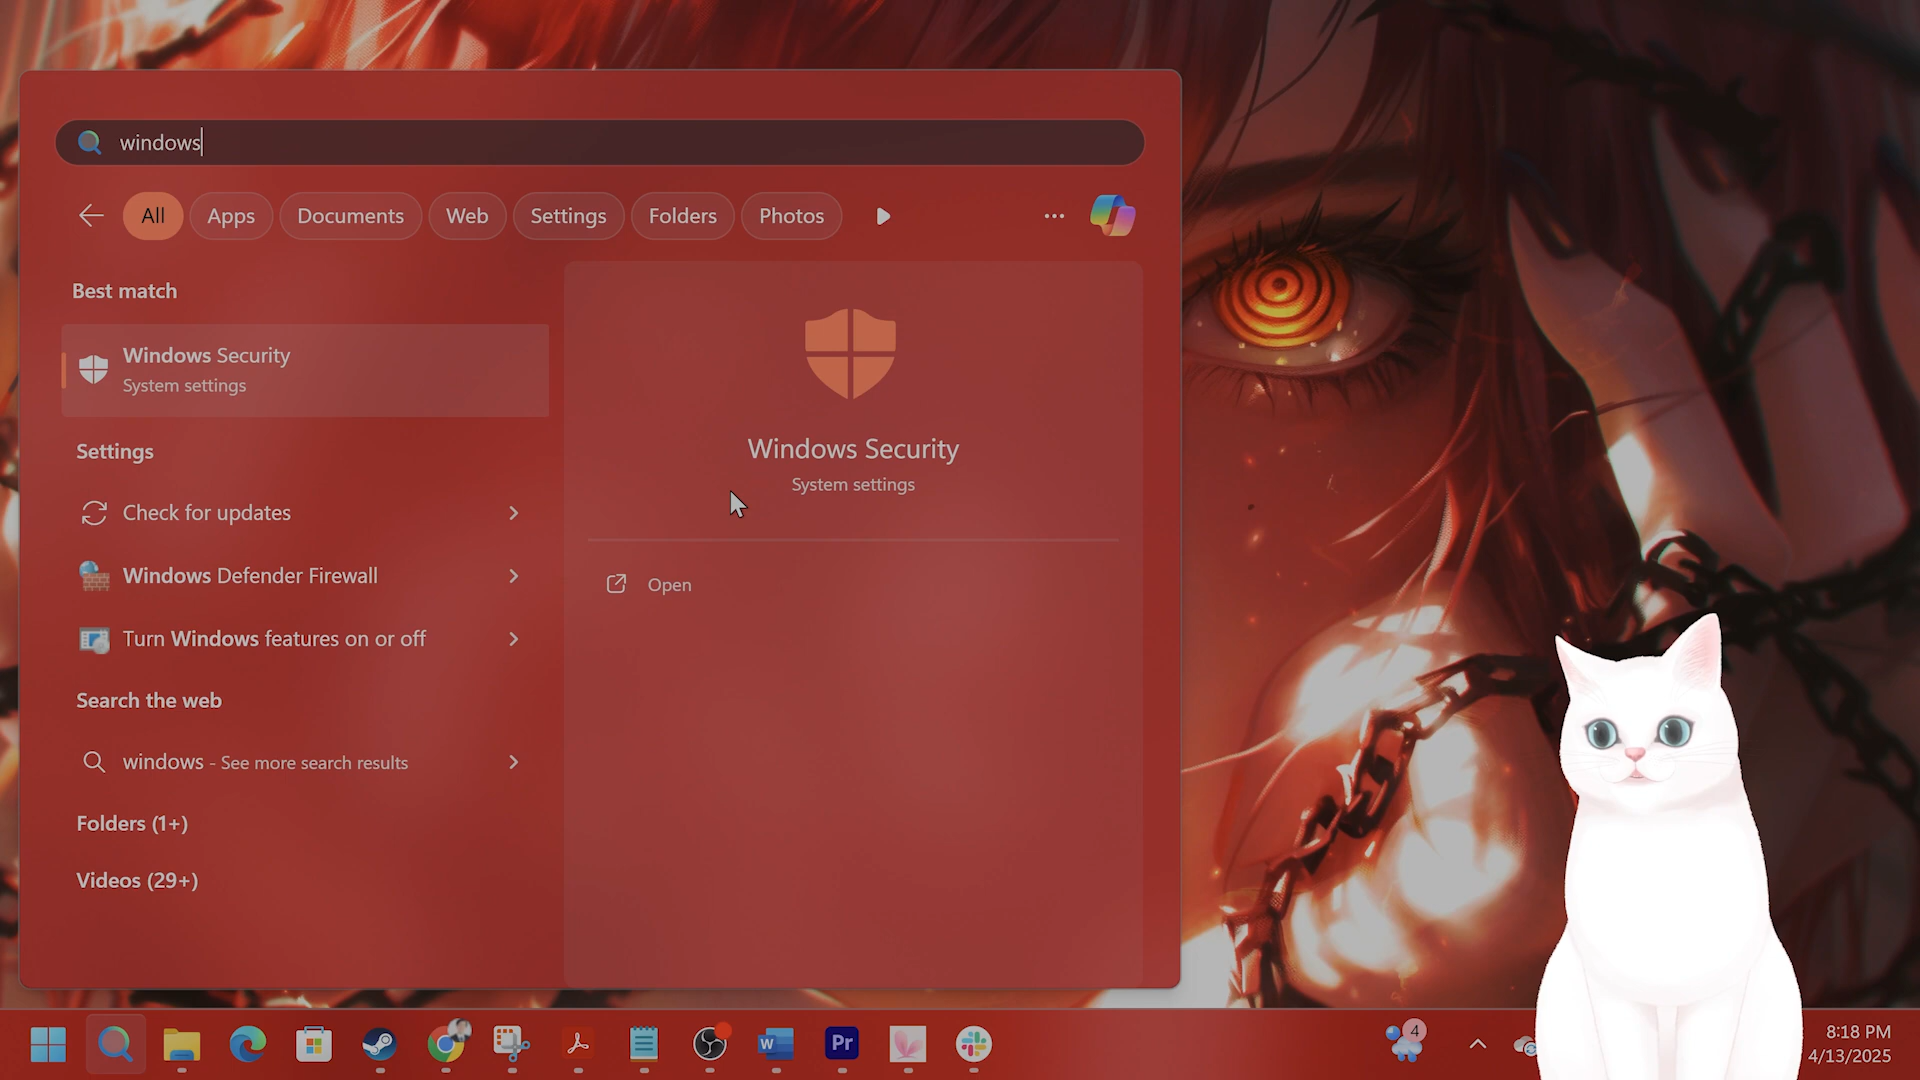 windows
All
Apps
Documents
Web
Settings
Folders
Photos
Best match
Windows Security
System settings
Settings
Check for updates
Windows Defender Firewall
Turn Windows features on or off
Search the web
windows - See more search results
Folders (1+)
Videos (29+)
Windows Security
System settings
Open
W
Pr
4
8:18 PM
4/13/2025